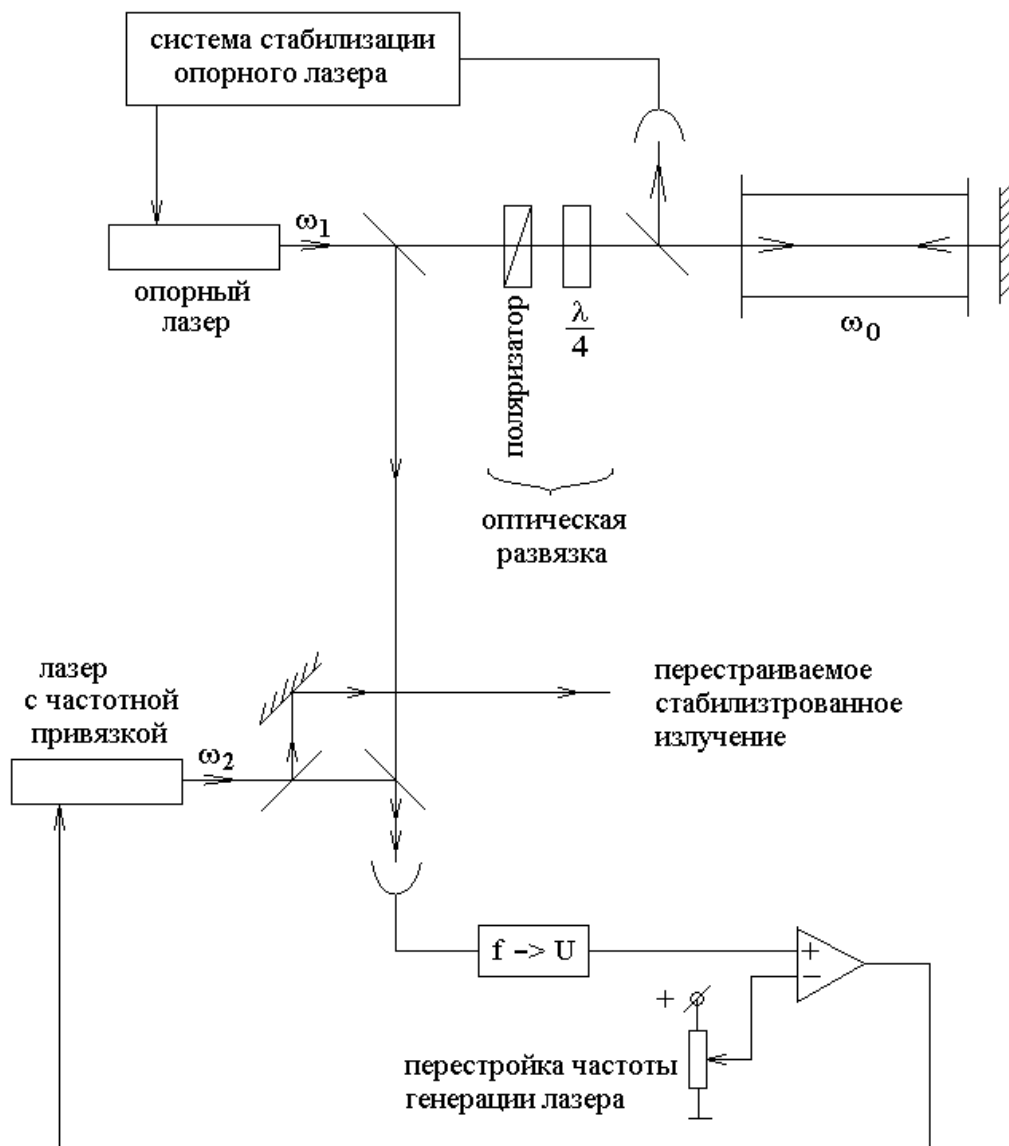 система стабилизации
опорного лазера
ω1
опорный
лазер
поляризатор
λ
4
ω0
оптическая
развязка
лазер
с частотной
привязкой
ω2
перестраиваемое
стабилизтрованное
излучение
f -> U
+
−
+
перестройка частоты
генерации лазера